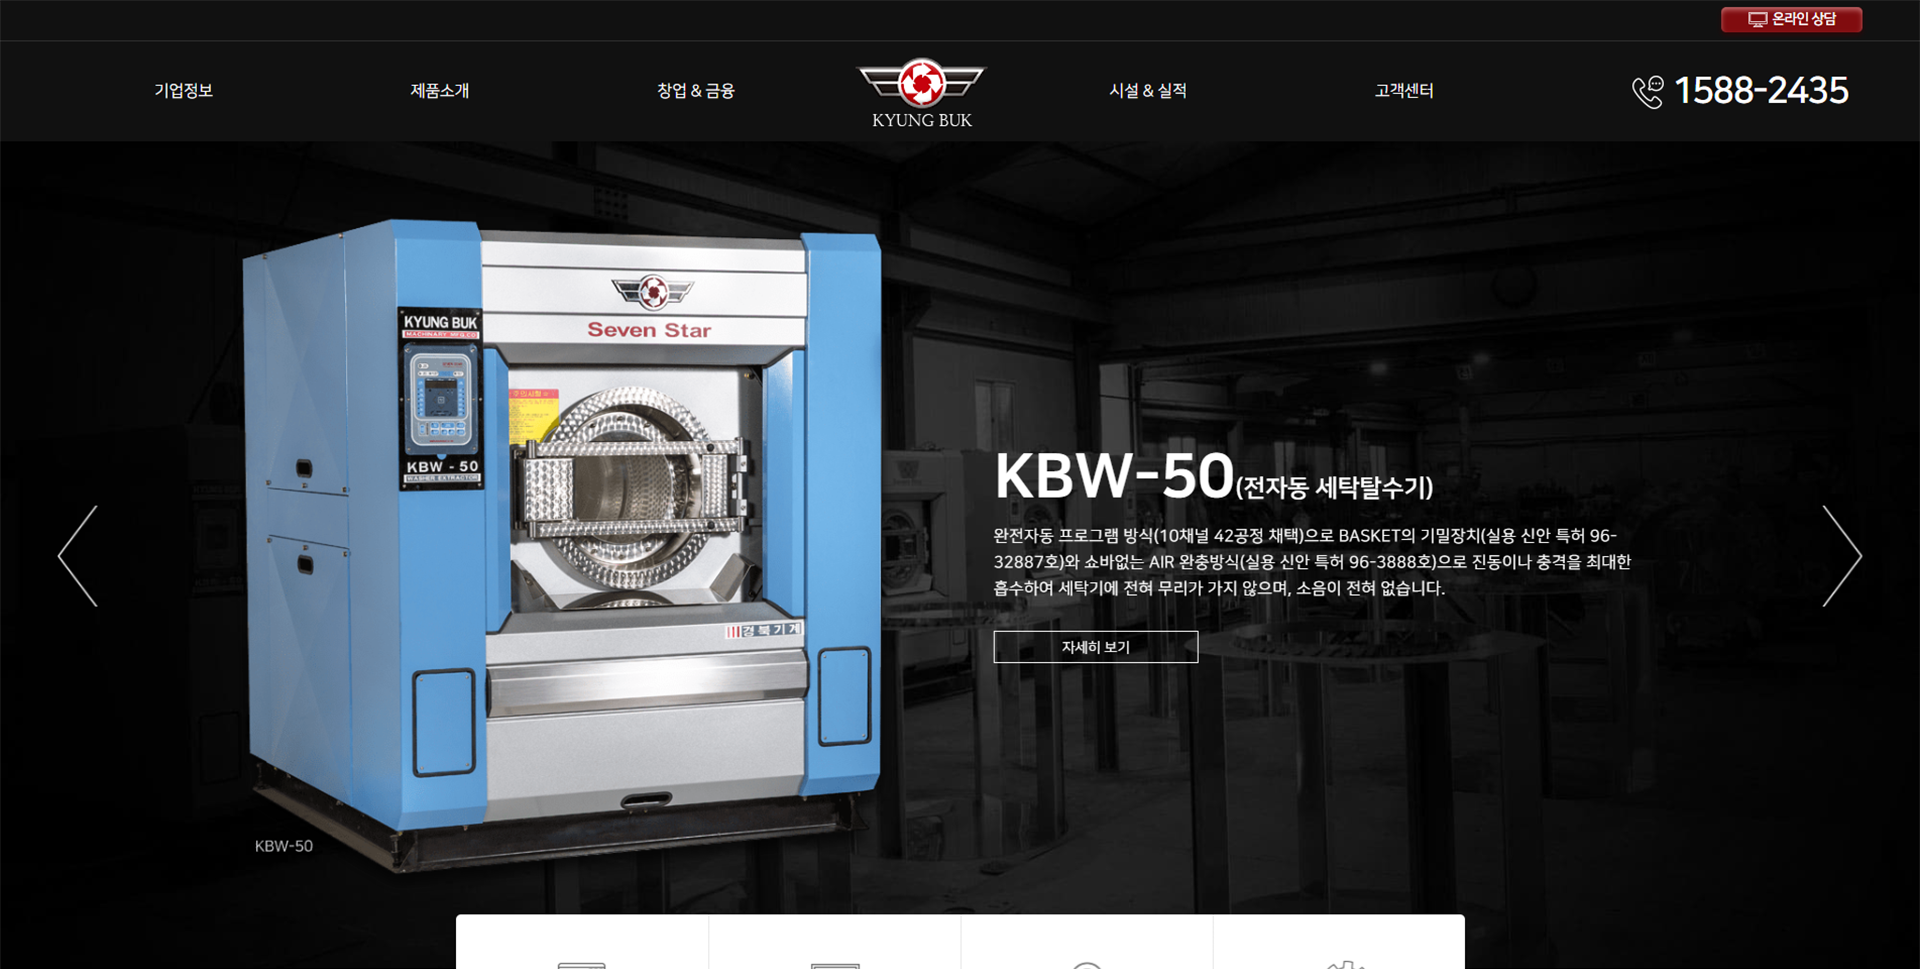 온라인 상담
기업정보
제품소개
창업 & 금융
KYUNG BUK
시설 & 실적
고객센터
1588-2435
Seven Star
KYUNG BUK
MACHINARY MFG.CO
KBW - 50
WASHER EXTRACTOR
경북기계
KBW-50(전자동 세탁탈수기)
완전자동 프로그램 방식(10채널 42공정 채택)으로 BASKET의 기밀장치(실용 신안 특허 96-
32887호)와 쇼바없는 AIR 완충방식(실용 신안 특허 96-3888호)으로 진동이나 충격을 최대한
흡수하여 세탁기에 전혀 무리가 가지 않으며, 소음이 전혀 없습니다.
자세히 보기
KBW-50